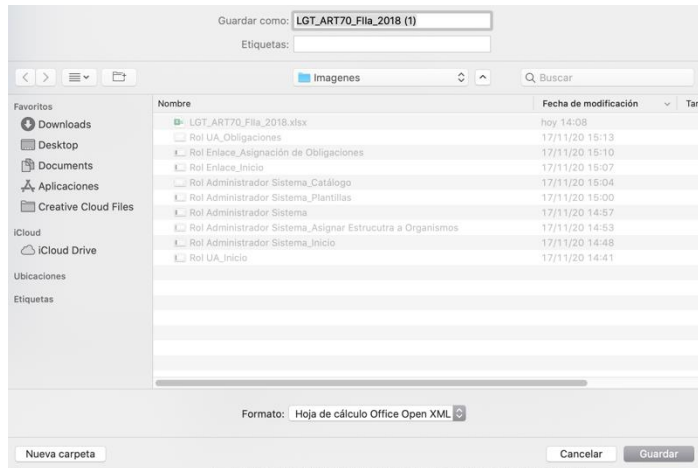 Guardar como: LGT_ART70_FIIa_2018 (1)
Etiquetas:
Imagenes
Buscar
Favoritos
Downloads
Desktop
Documents
Aplicaciones
Creative Cloud Files
iCloud
iCloud Drive
Ubicaciones
Etiquetas
Nombre Fecha de modificación Tar
LGT_ART70_FIIa_2018.xlsx hoy 14:08
Rol UA_Obligaciones 17/11/20 15:13
Rol Enlace_Asignación de Obligaciones 17/11/20 15:10
Rol Enlace_Inicio 17/11/20 15:07
Rol Administrador Sistema_Catálogo 17/11/20 15:04
Rol Administrador Sistema_Plantillas 17/11/20 15:00
Rol Administrador Sistema 17/11/20 14:57
Rol Administrador Sistema_Asignar Estrucutra a Organismos 17/11/20 14:53
Rol Administrador Sistema_Inicio 17/11/20 14:48
Rol UA_Inicio 17/11/20 14:41
Formato: Hoja de cálculo Office Open XML
Nueva carpeta Cancelar Guardar